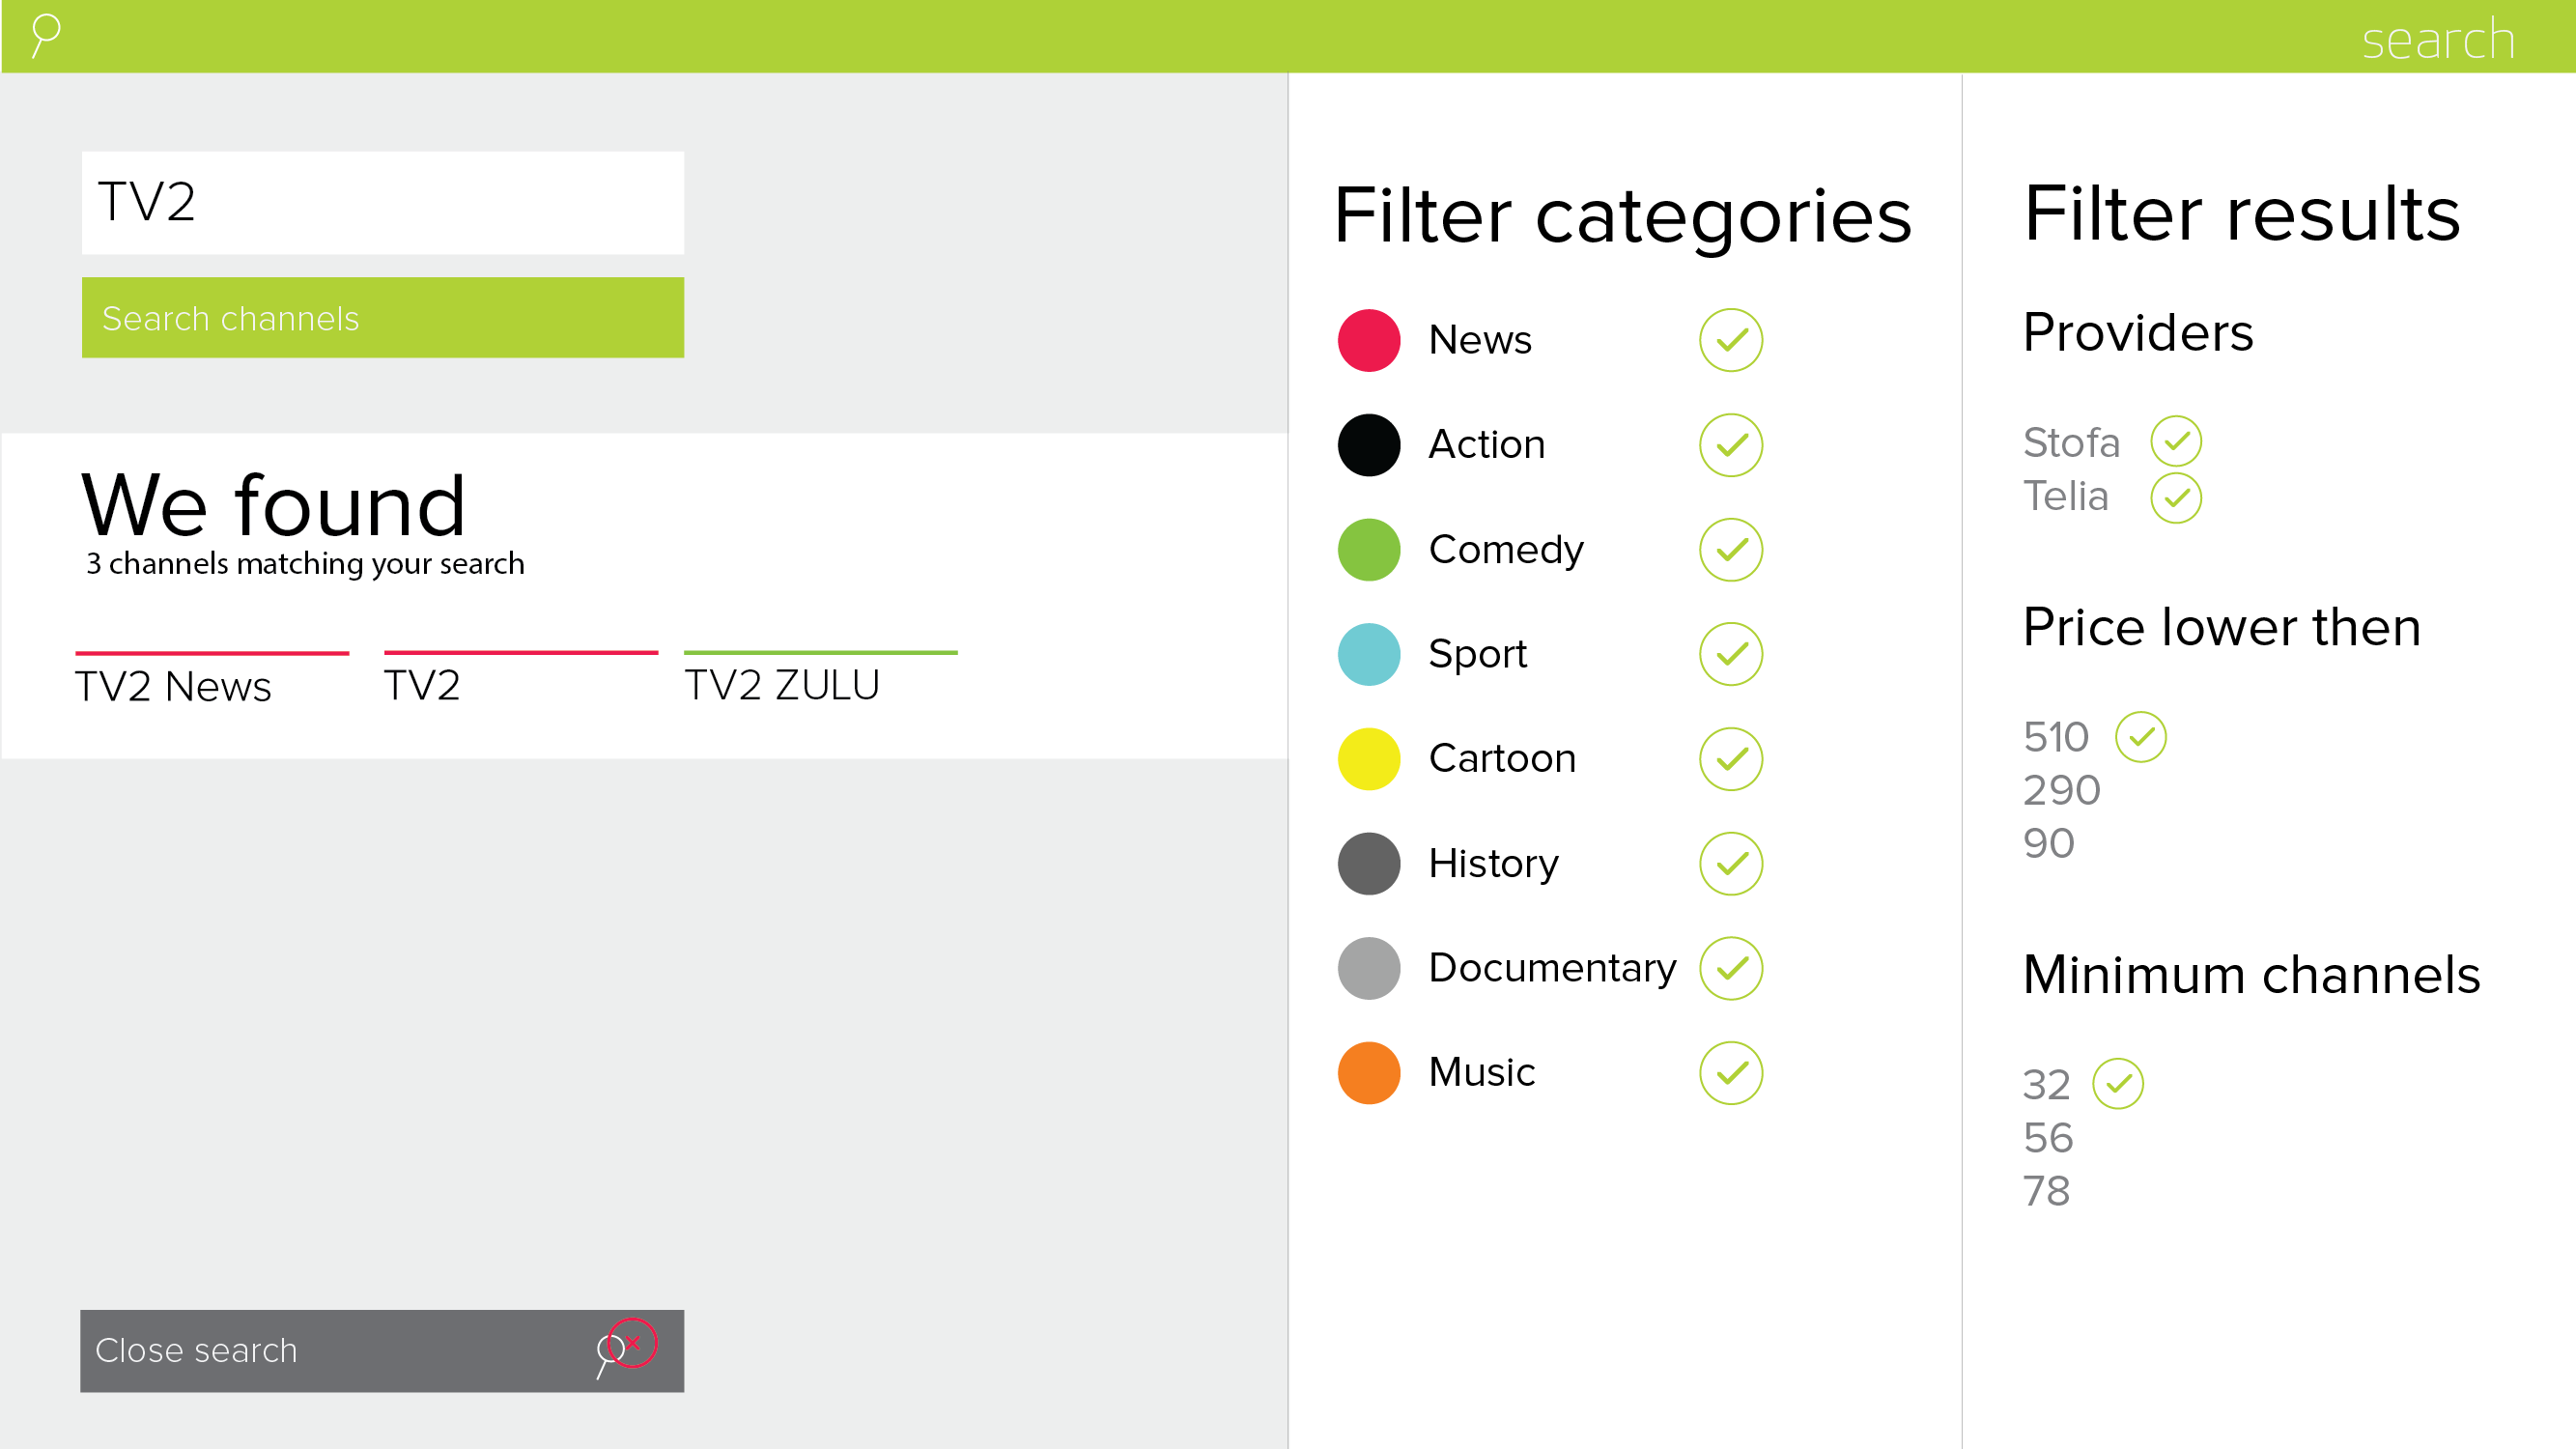 search
TV2
Search channels
We found
3 channels matching your search
TV2 News
TV2
TV2 ZULU
Close search
Filter categories
News
Action
Comedy
Sport
Cartoon
History
Documentary
Music
Filter results
Providers
Stofa
Telia
Price lower then
510
290
90
Minimum channels
32
56
78